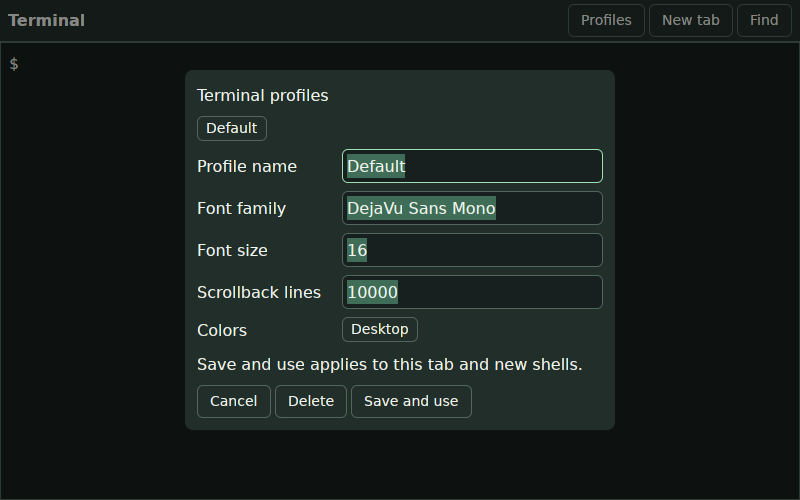 Terminal Profiles New tab Find
$
Terminal profiles
Default
Profile name Default
Font family DejaVu Sans Mono
Font size 16
Scrollback lines 10000
Colors Desktop
Save and use applies to this tab and new shells.
Cancel Delete Save and use